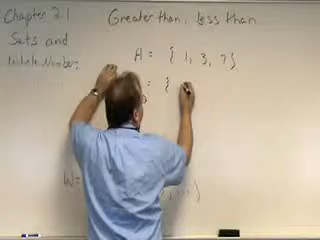 Chapter 2.1
Sets and
Whole Numbers
Greater than, Less than
A = { 1, 3, 7 }
= {
W =